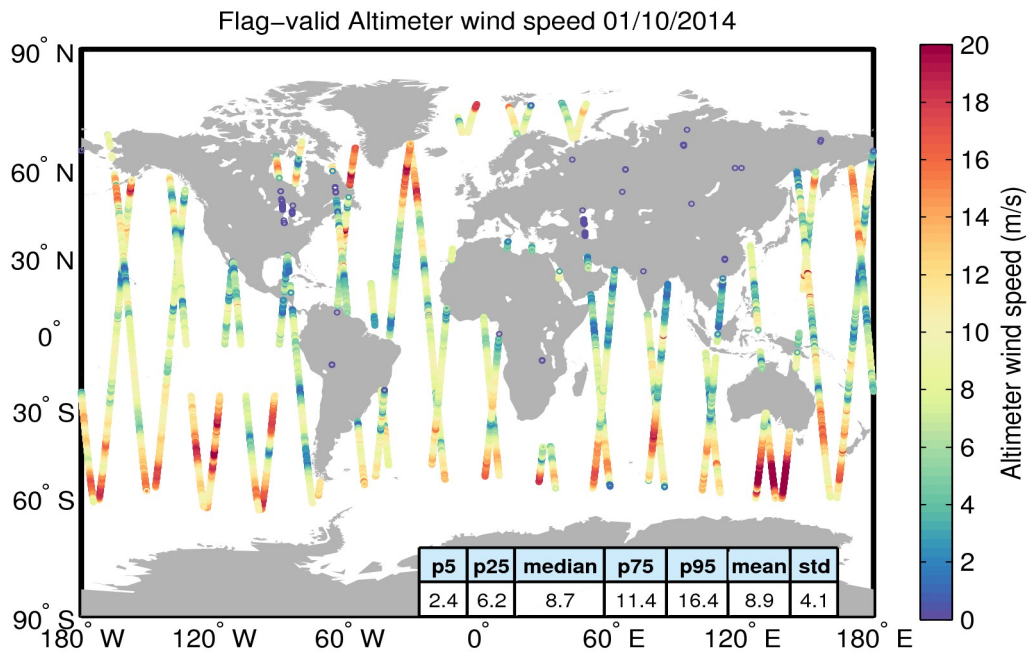 Flag-valid Altimeter wind speed 01/10/2014
90° N
60° N
30° N
0°
30° S
60° S
90° S
180° W
120° W
60° W
0°
60° E
120° E
180° E
p5 p25 median p75 p95 mean std
2.4 6.2 8.7 11.4 16.4 8.9 4.1
20
18
16
14
12
10
8
6
4
2
0
Altimeter wind speed (m/s)